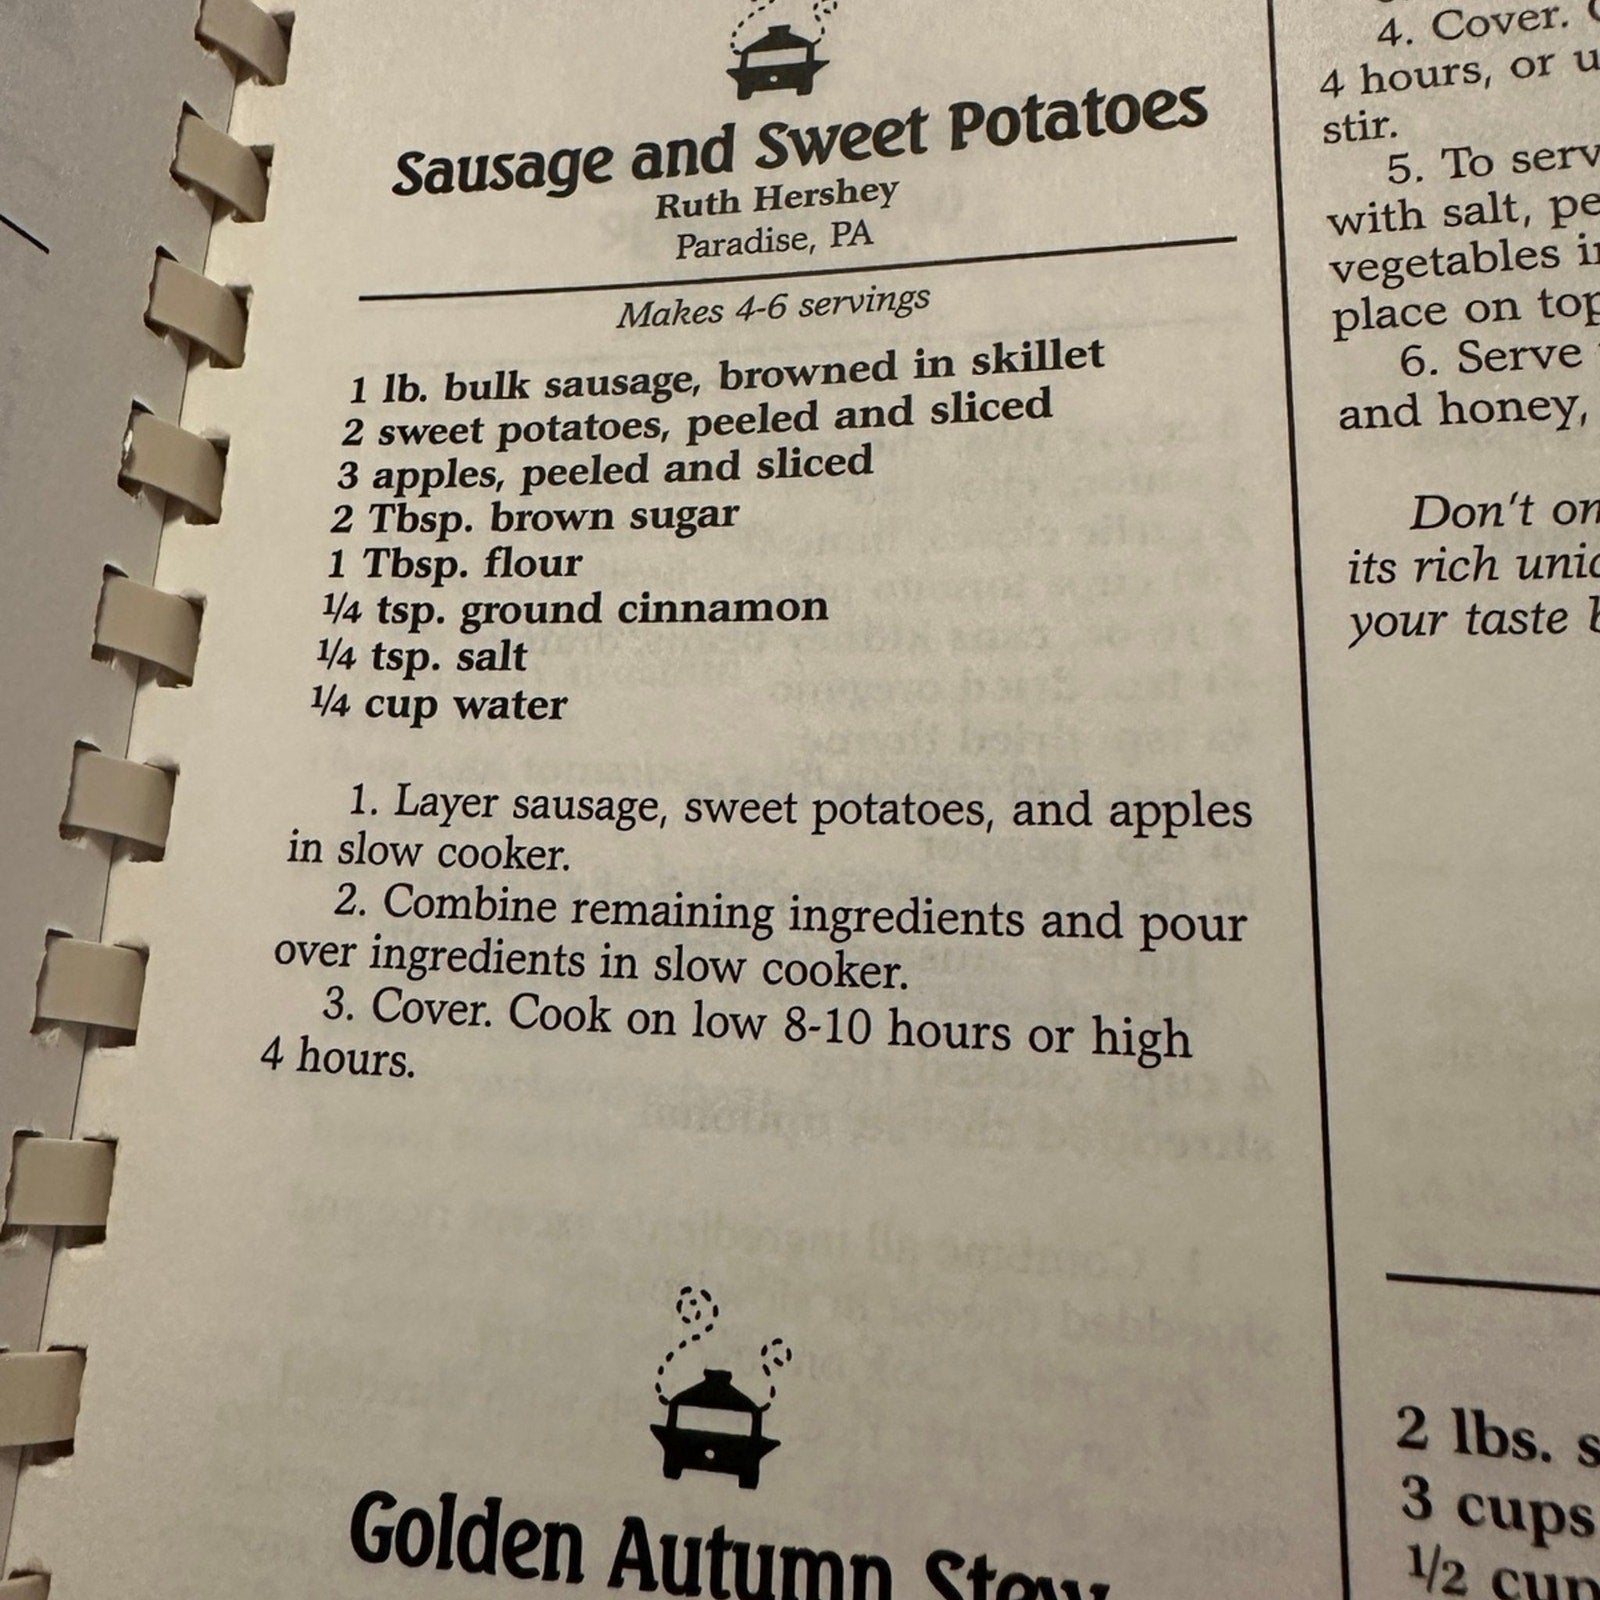 Sausage and Sweet Potatoes
Ruth Hershey
Paradise, PA
Makes 4-6 servings
1 lb. bulk sausage, browned in skillet
2 sweet potatoes, peeled and sliced
3 apples, peeled and sliced
2 Tbsp. brown sugar
1 Tbsp. flour
1/4 tsp. ground cinnamon
1/4 tsp. salt
1/4 cup water
1. Layer sausage, sweet potatoes, and apples
in slow cooker.
2. Combine remaining ingredients and pour
over ingredients in slow cooker.
3. Cover. Cook on low 8-10 hours or high
4 hours.
Golden Autumn Stew
4. Cover.
4 hours, or
stir.
5. To
with salt,
vegetables
place on
6. Serve
and honey,
Don't
its rich
your taste
2 lbs.
3 cups
1/2